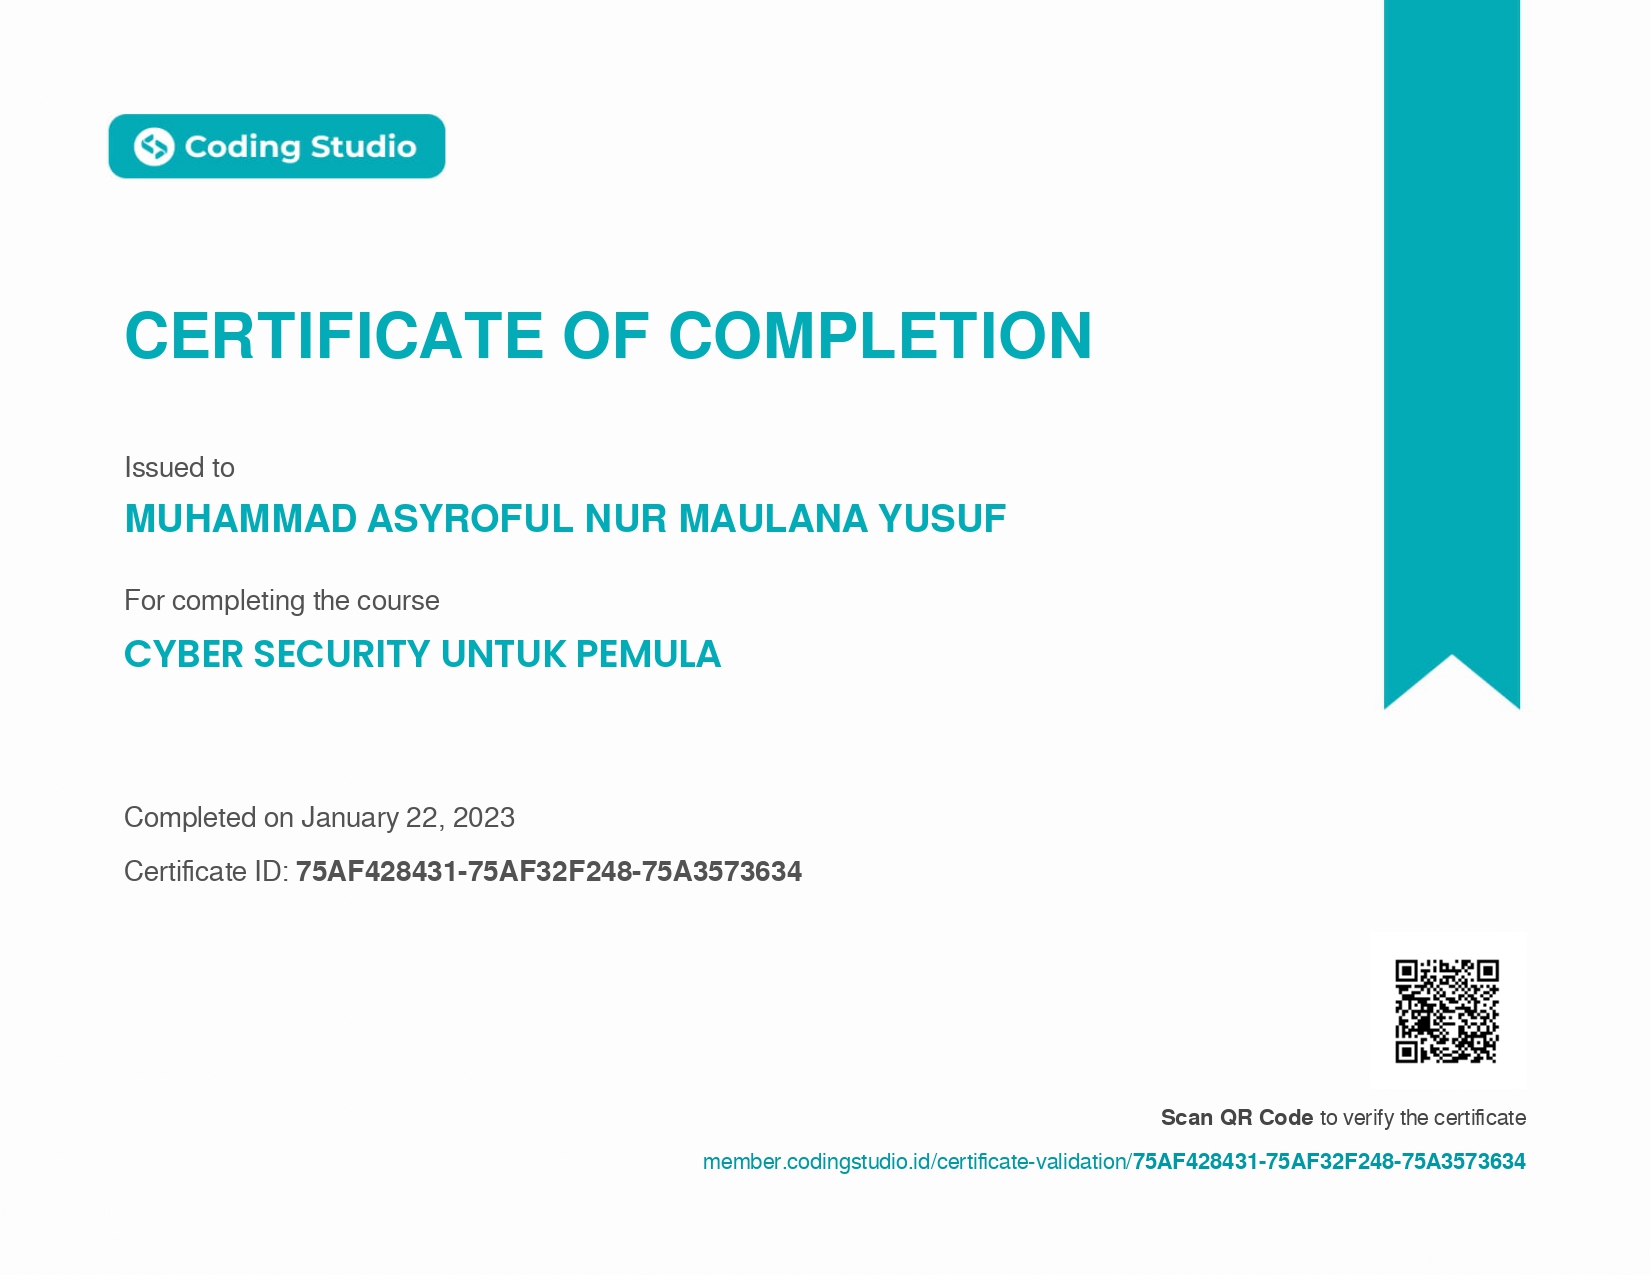 Coding Studio
CERTIFICATE OF COMPLETION
Issued to
MUHAMMAD ASYROFUL NUR MAULANA YUSUF
For completing the course
CYBER SECURITY UNTUK PEMULA
Completed on January 22, 2023
Certificate ID: 75AF428431-75AF32F248-75A3573634
Scan QR Code to verify the certificate
member.codingstudio.id/certificate-validation/75AF428431-75AF32F248-75A3573634